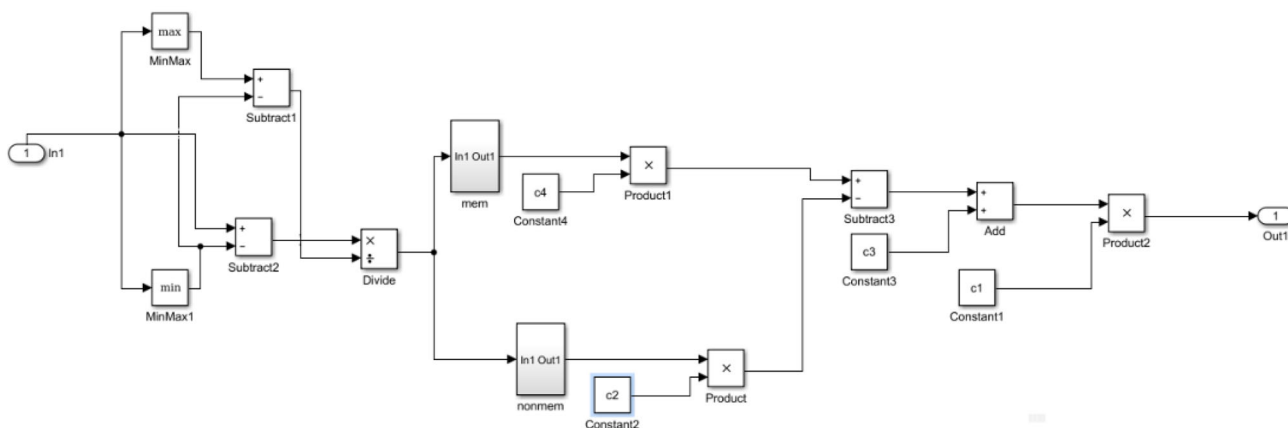 max
MinMax
+
−
Subtract1
1
In1
In1 Out1
mem
c4
Constant4
×
Product1
+
−
Subtract3
+
+
Add
×
Product2
1
Out1
+
−
Subtract2
×
÷
Divide
c3
Constant3
c1
Constant1
min
MinMax1
In1 Out1
nonmem
c2
Constant2
×
Product